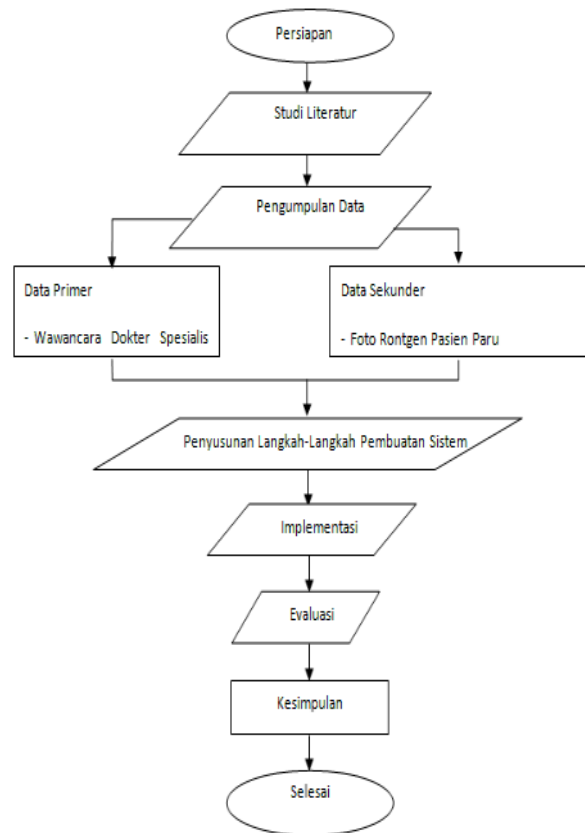 Persiapan
Studi Literatur
Pengumpulan Data
Data Primer
- Wawancara Dokter Spesialis
Data Sekunder
- Foto Rontgen Pasien Paru
Penyusunan Langkah-Langkah Pembuatan Sistem
Implementasi
Evaluasi
Kesimpulan
Selesai